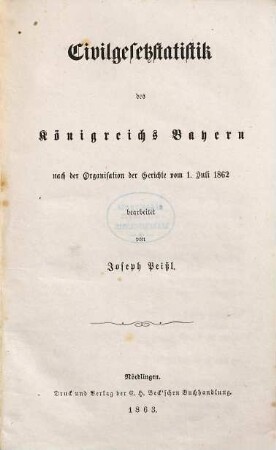 Civilgesetzstatistik
des
Königreichs Bayern
nach der Organisation der Gerichte vom 1. Juli 1862
bearbeitet
von
Joseph Peißl.
Nördlingen.
Druck und Verlag der C. H. Beck'schen Buchhandlung.
1863.